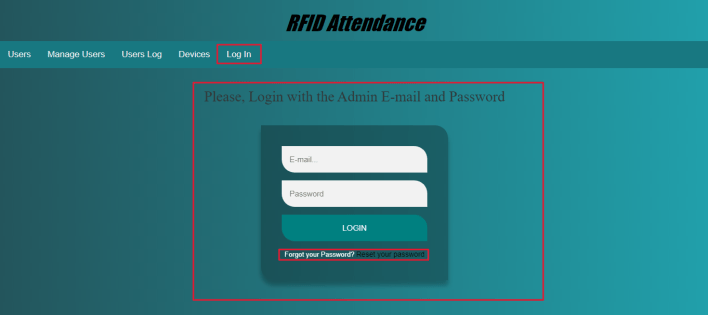 RFID Attendance
Users Manage Users Users Log Devices Log In
Please, Login with the Admin E-mail and Password
E-mail...
Password
LOGIN
Forgot your Password? Reset your password